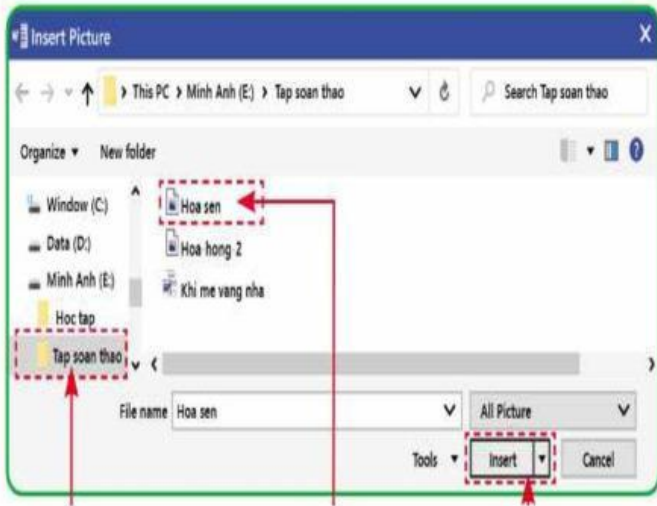 Insert Picture
X
This PC > Minh Anh (E:) > Tap soan thao
Search Tap soan thao
Organize
New folder
Window (C:)
Data (D:)
Minh Anh (E:)
Hoc tap
Tap soan thao
Hoa sen
Hoa hong 2
Khi me vang nha
File name
Hoa sen
All Picture
Tools
Insert
Cancel